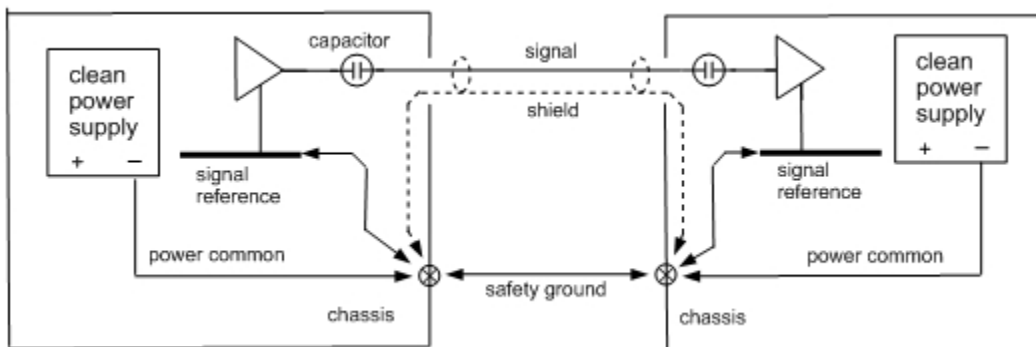 capacitor
signal
clean
power
supply
+ −
shield
signal
reference
power common
safety ground
chassis
clean
power
supply
+ −
signal
reference
power common
chassis